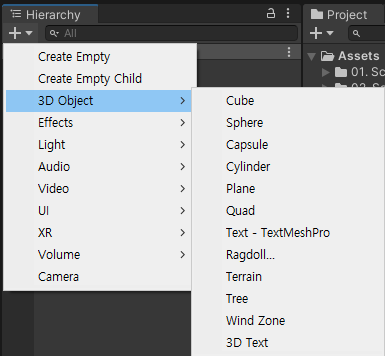 Hierarchy
Project
All
Assets
01. Sc
Create Empty
Create Empty Child
3D Object
Effects
Light
Audio
Video
UI
XR
Volume
Camera
Cube
Sphere
Capsule
Cylinder
Plane
Quad
Text - TextMeshPro
Ragdoll...
Terrain
Tree
Wind Zone
3D Text